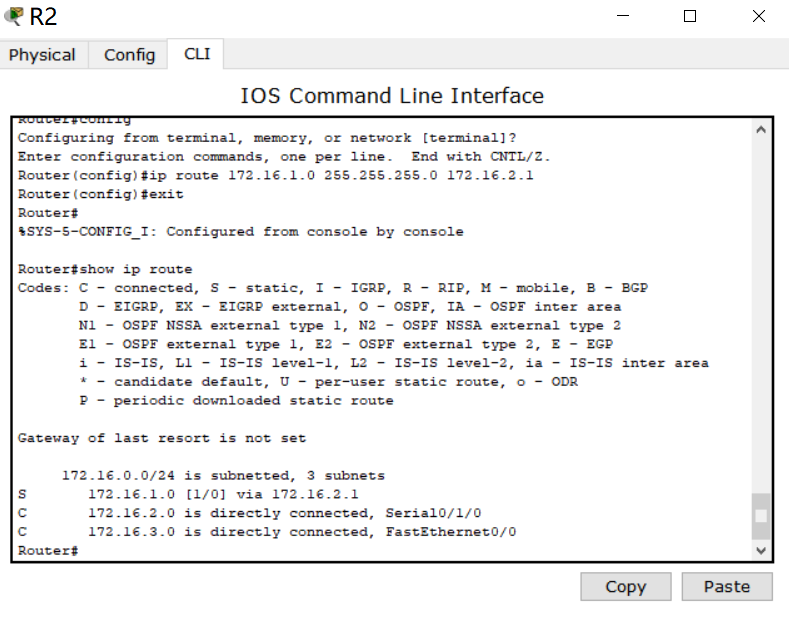 R2
Physical Config CLI
IOS Command Line Interface
Router#config
Configuring from terminal, memory, or network [terminal]?
Enter configuration commands, one per line.  End with CNTL/Z.
Router(config)#ip route 172.16.1.0 255.255.255.0 172.16.2.1
Router(config)#exit
Router#
%SYS-5-CONFIG_I: Configured from console by console
Router#show ip route
Codes: C - connected, S - static, I - IGRP, R - RIP, M - mobile, B - BGP
       D - EIGRP, EX - EIGRP external, O - OSPF, IA - OSPF inter area
       N1 - OSPF NSSA external type 1, N2 - OSPF NSSA external type 2
       E1 - OSPF external type 1, E2 - OSPF external type 2, E - EGP
       i - IS-IS, L1 - IS-IS level-1, L2 - IS-IS level-2, ia - IS-IS inter area
       * - candidate default, U - per-user static route, o - ODR
       P - periodic downloaded static route
Gateway of last resort is not set
     172.16.0.0/24 is subnetted, 3 subnets
S       172.16.1.0 [1/0] via 172.16.2.1
C       172.16.2.0 is directly connected, Serial0/1/0
C       172.16.3.0 is directly connected, FastEthernet0/0
Router#
Copy Paste